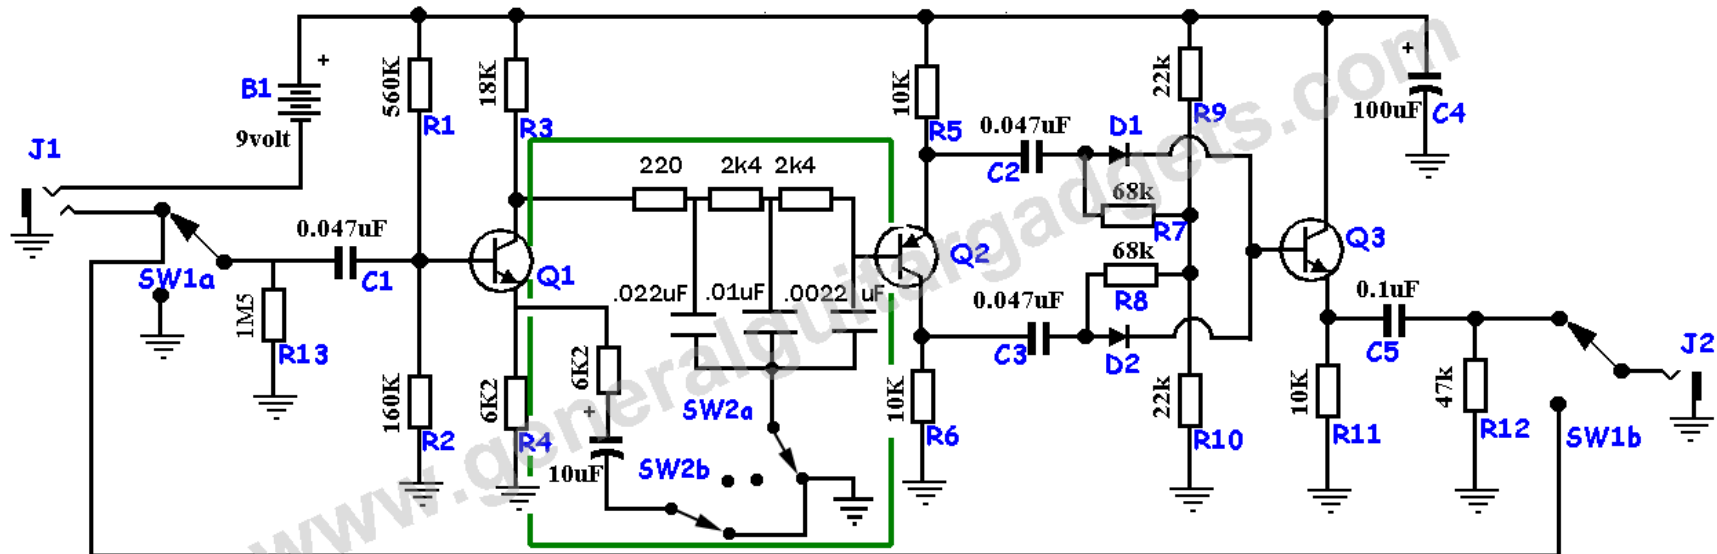 B1
+
9volt
J1
560K
R1
18K
R3
220
2k4
2k4
10K
R5
0.047uF
C2
D1
22k
R9
+
100uF
C4
68k
R7
0.047uF
C1
SW1a
1M5
R13
Q1
.022uF
.01uF
.0022uF
Q2
68k
R8
Q3
0.1uF
C5
0.047uF
C3
D2
160K
R2
6K2
R4
6K2
+
10uF
SW2a
SW2b
10K
R6
22k
R10
10K
R11
47k
R12
SW1b
J2
www.generalguitargadgets.com